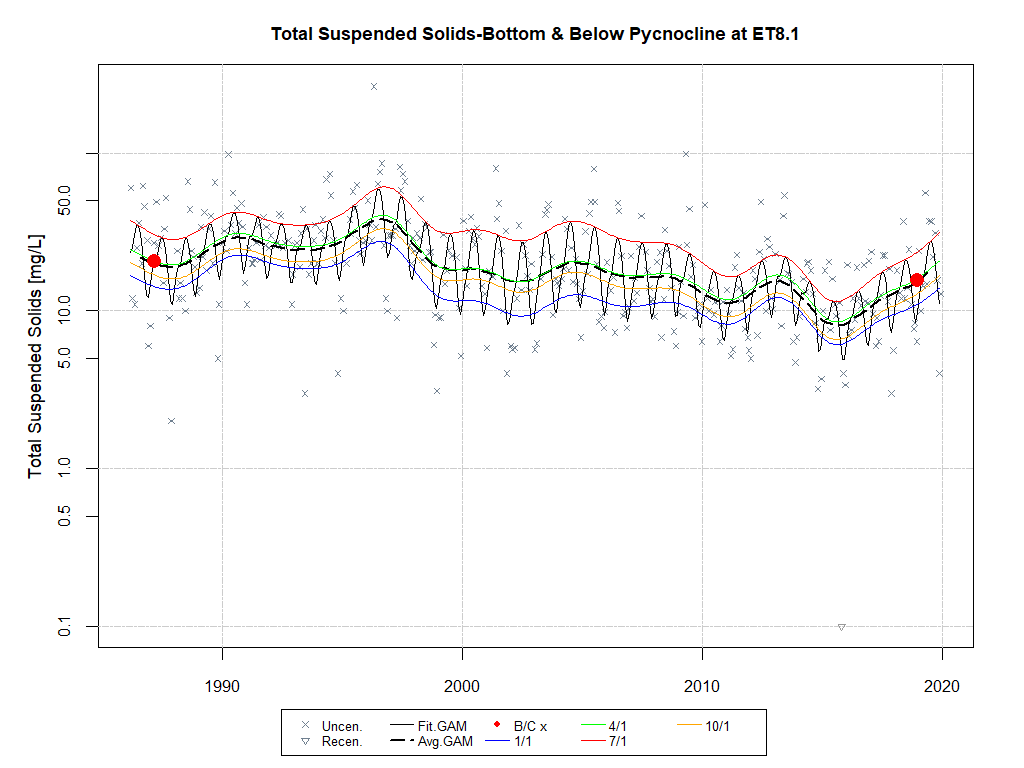 Total Suspended Solids-Bottom & Below Pycnocline at ET8.1
Total Suspended Solids [mg/L]
50.0
10.0
5.0
1.0
0.5
0.1
1990 2000 2010 2020
Uncen. Fit.GAM B/C x 4/1 10/1
Recen. Avg.GAM 1/1 7/1